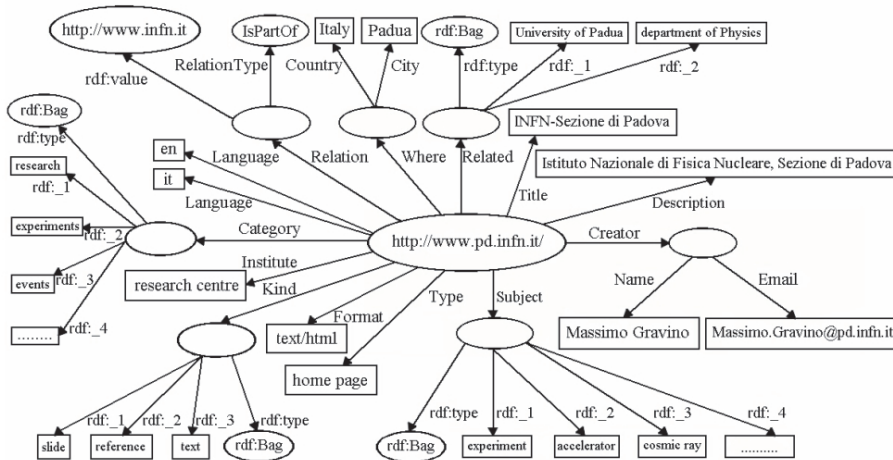 http://www.infn.it
IsPartOf
Italy
Padua
rdf:Bag
University of Padua
department of Physics
RelationType
Country
City
rdf:type
rdf:_1
rdf:_2
rdf:value
rdf:Bag
rdf:type
INFN-Sezione di Padova
en
Language
Relation
Where
Related
research
rdf:_1
it
Language
Title
Istituto Nazionale di Fisica Nucleare, Sezione di Padova
Description
experiments
rdf:_2
Category
http://www.pd.infn.it/
Creator
events
rdf:_3
Institute
research centre
Kind
Type
Subject
Name
Email
.........
rdf:_4
Format
text/html
Massimo Gravino
Massimo.Gravino@pd.infn.it
home page
rdf:_1
rdf:_2
rdf:_3
rdf:type
rdf:type
rdf:_1
rdf:_2
rdf:_3
rdf:_4
slide
reference
text
rdf:Bag
rdf:Bag
experiment
accelerator
cosmic ray
..........